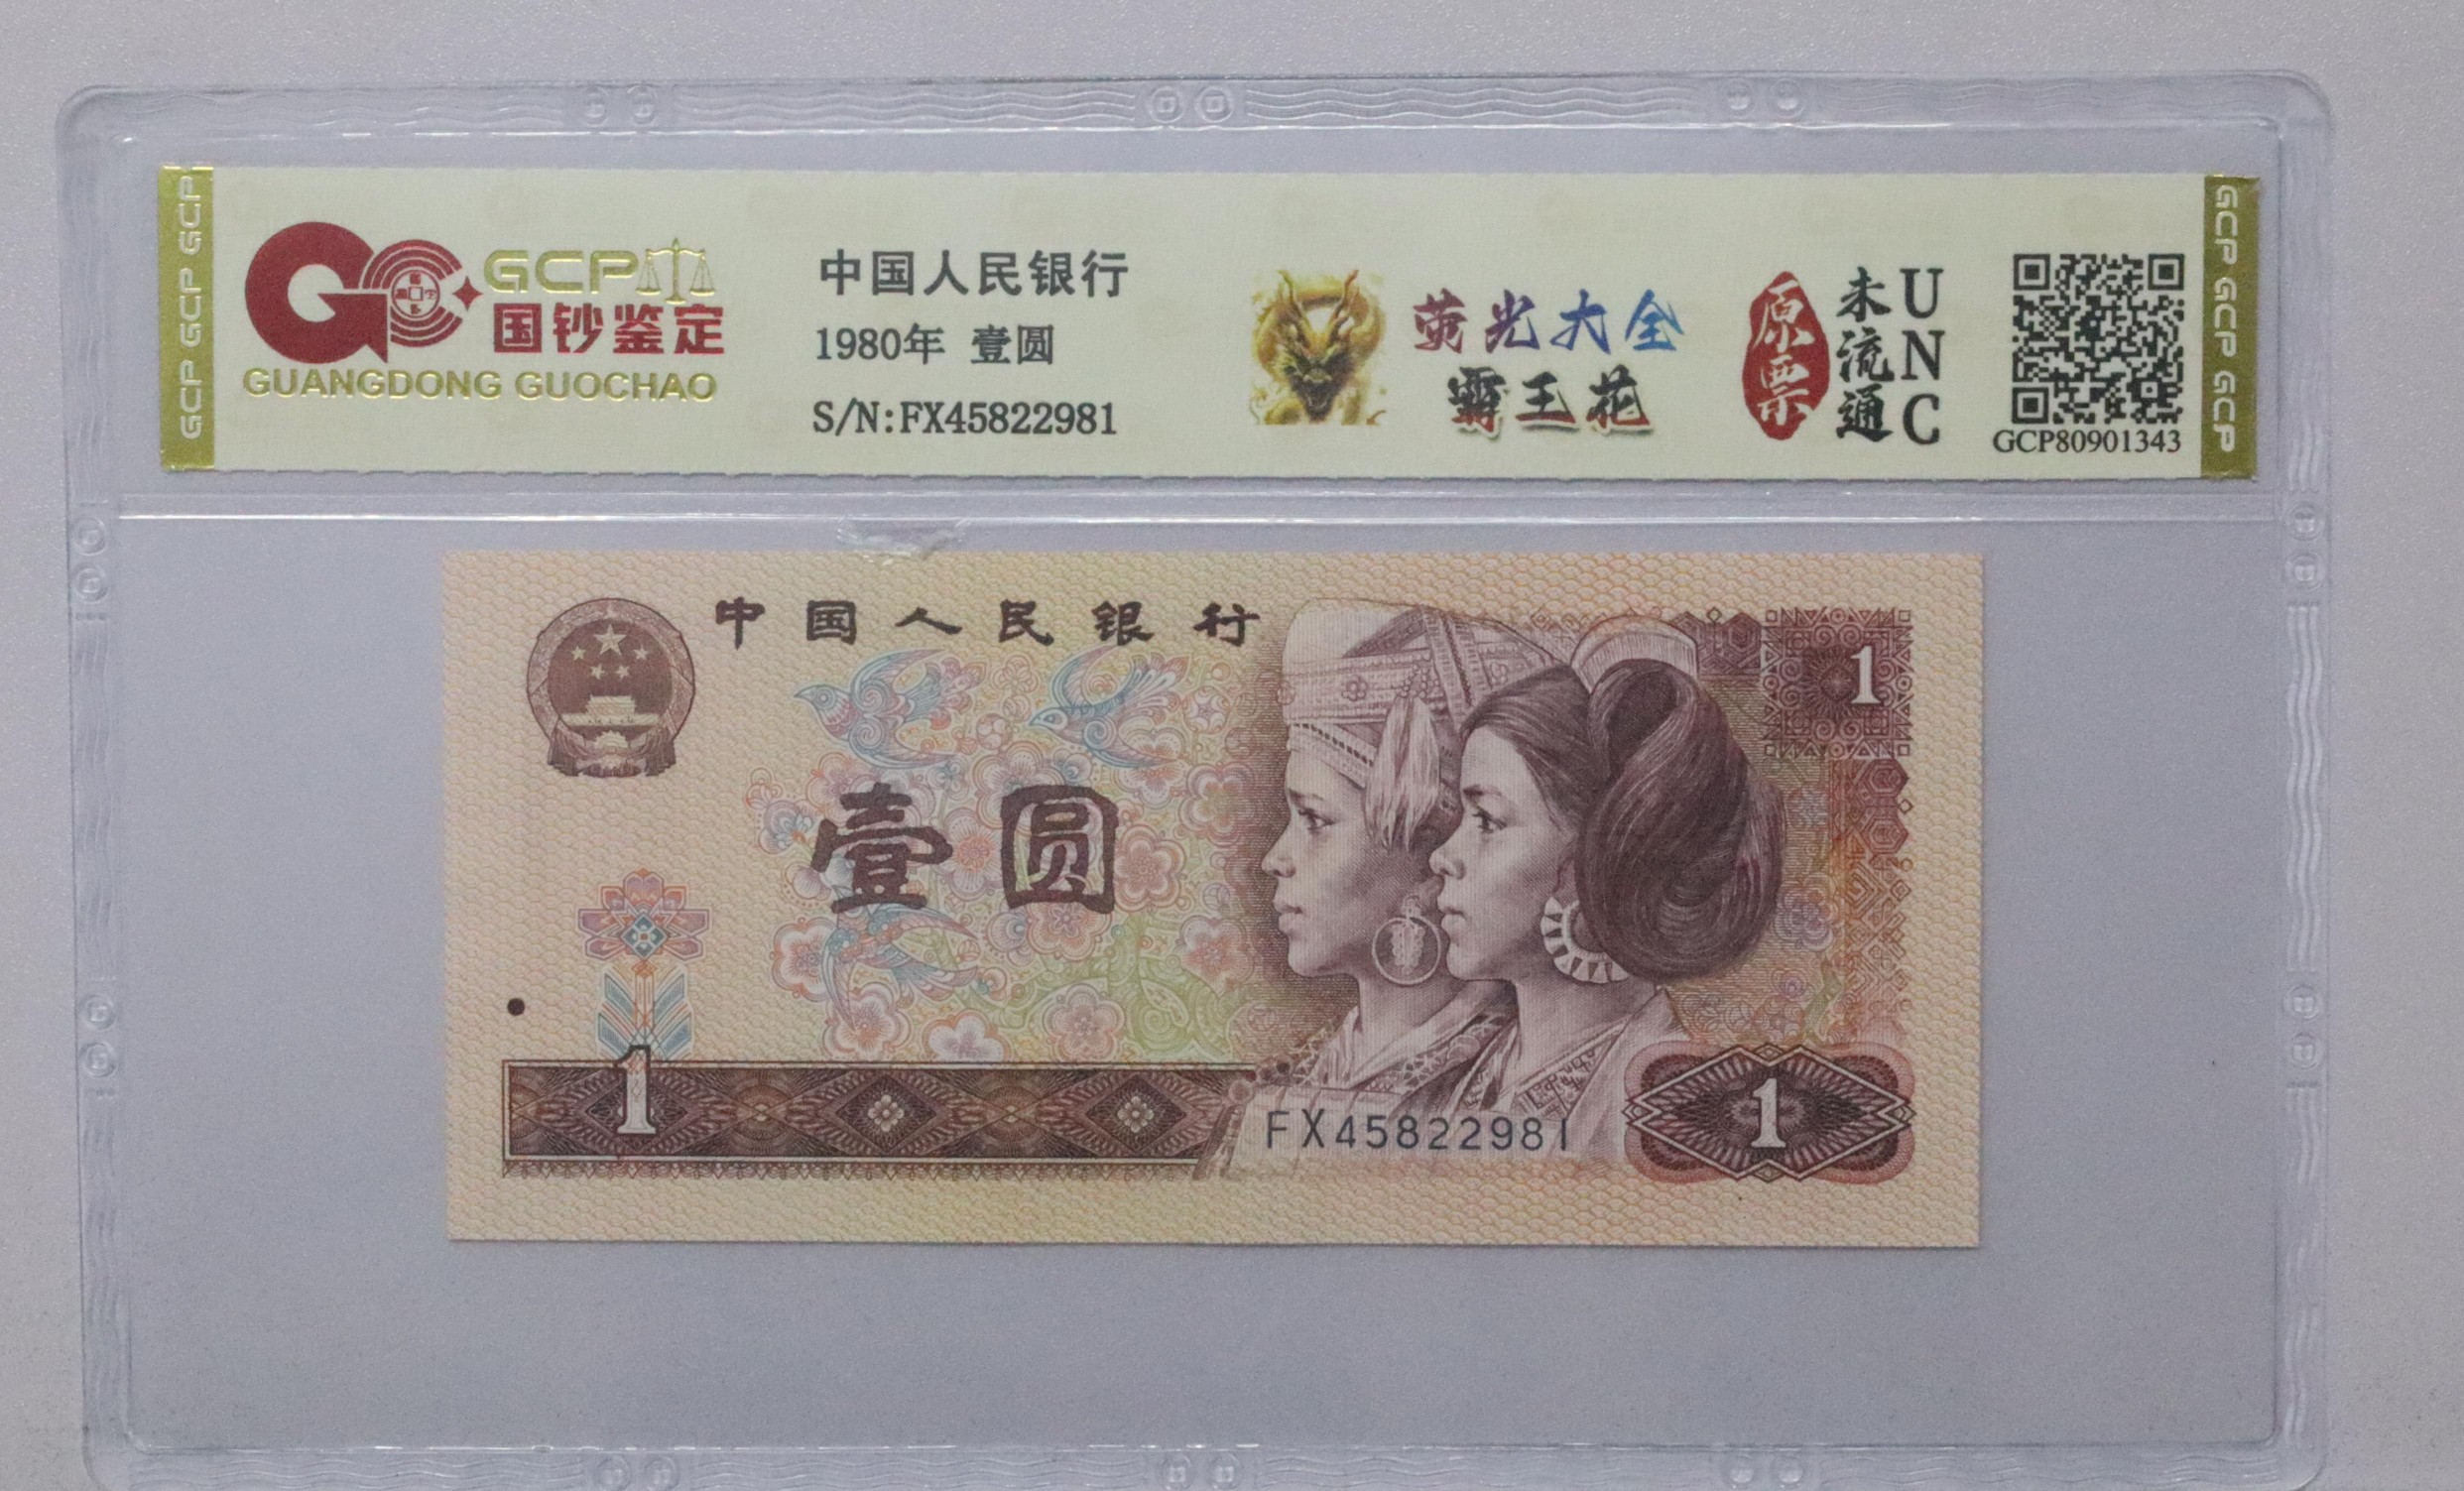 GCP GCP GCP
GCP
国钞鉴定
GUANGDONG GUOCHAO
中国人民银行
1980年 壹圆
S/N:FX45822981
荧光大全
霸王花
原票
未流通
UNC
GCP80901343
GCP GCP GCP
中国人民银行
1
壹圆
1
FX45822981
1